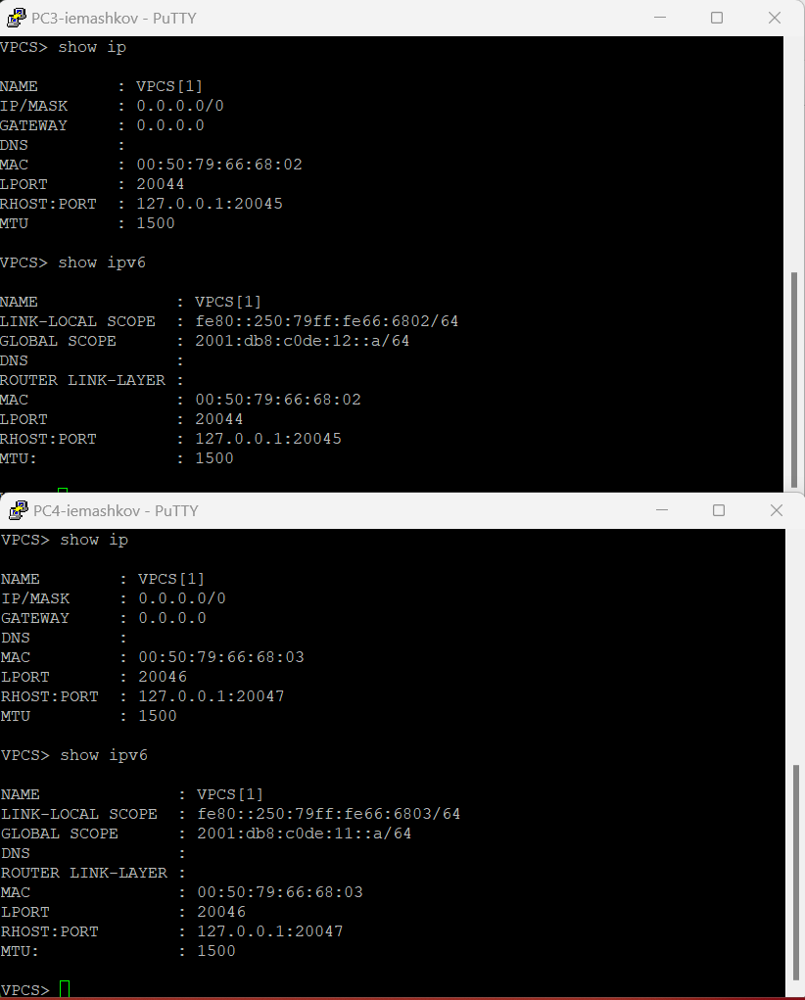 PC3-iemashkov - PuTTY
VPCS> show ip
NAME : VPCS[1]
IP/MASK : 0.0.0.0/0
GATEWAY : 0.0.0.0
DNS :
MAC : 00:50:79:66:68:02
LPORT : 20044
RHOST:PORT : 127.0.0.1:20045
MTU : 1500
VPCS> show ipv6
NAME : VPCS[1]
LINK-LOCAL SCOPE : fe80::250:79ff:fe66:6802/64
GLOBAL SCOPE : 2001:db8:c0de:12::a/64
DNS :
ROUTER LINK-LAYER :
MAC : 00:50:79:66:68:02
LPORT : 20044
RHOST:PORT : 127.0.0.1:20045
MTU: : 1500
PC4-iemashkov - PuTTY
VPCS> show ip
NAME : VPCS[1]
IP/MASK : 0.0.0.0/0
GATEWAY : 0.0.0.0
DNS :
MAC : 00:50:79:66:68:03
LPORT : 20046
RHOST:PORT : 127.0.0.1:20047
MTU : 1500
VPCS> show ipv6
NAME : VPCS[1]
LINK-LOCAL SCOPE : fe80::250:79ff:fe66:6803/64
GLOBAL SCOPE : 2001:db8:c0de:11::a/64
DNS :
ROUTER LINK-LAYER :
MAC : 00:50:79:66:68:03
LPORT : 20046
RHOST:PORT : 127.0.0.1:20047
MTU: : 1500
VPCS>